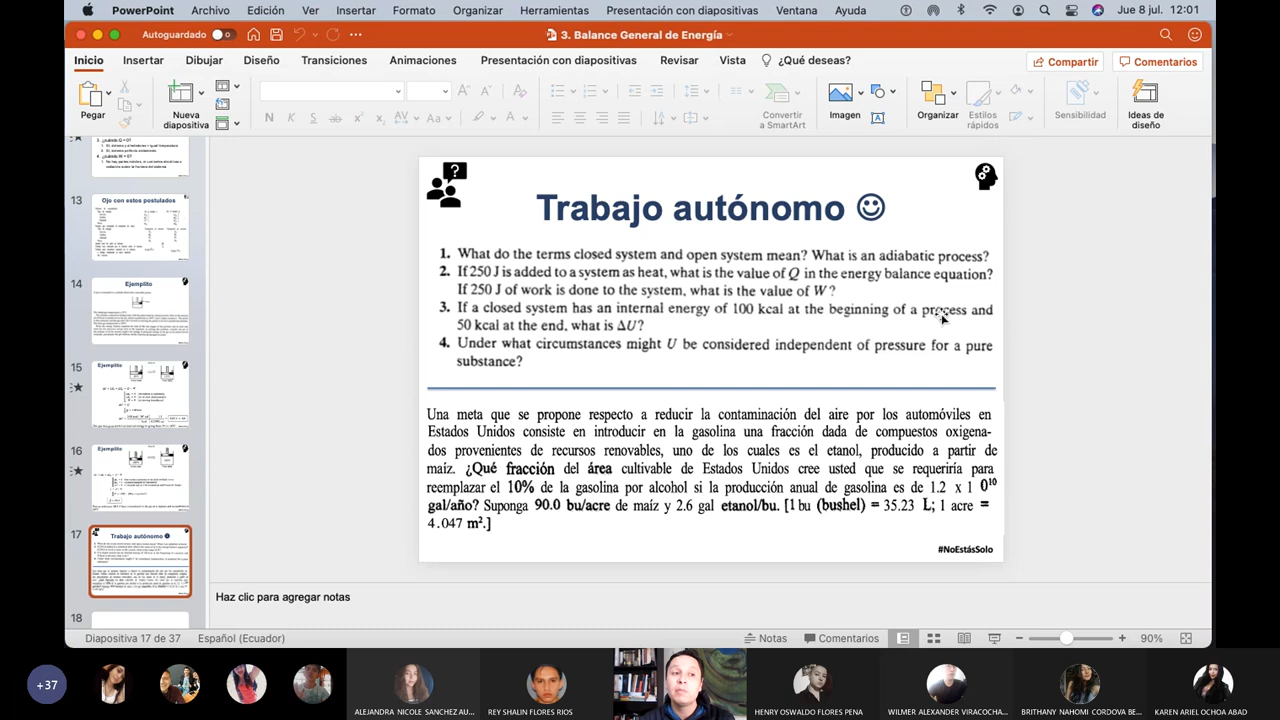 PowerPoint Archivo Edición Ver Insertar Formato Organizar Herramientas Presentación con diapositivas Ventana Ayuda Jue 8 jul. 12:01
Autoguardado 3. Balance General de Energía
Inicio Insertar Dibujar Diseño Transiciones Animaciones Presentación con diapositivas Revisar Vista ¿Qué deseas? Compartir Comentarios
Pegar Nueva diapositiva Convertir a SmartArt Imagen Organizar Estilos rápidos Sensibilidad Ideas de diseño
13
Ojo con estos postulados
14
Ejemplito
15
Ejemplito
16
Ejemplito
17
Trabajo autónomo
18
Trabajo autónomo ☺
1. What do the terms closed system and open system mean? What is an adiabatic process?
2. If 250 J is added to a system as heat, what is the value of Q in the energy balance equation?
If 250 J of work is done to the system, what is the value of W?
3. If a closed system has an internal energy of 100 kcal at the beginning of a process and
50 kcal at the end, what is ΔU?
4. Under what circumstances might U be considered independent of pressure for a pure
substance?
Una meta que se propone respecto a reducir la contaminación del aire por los automóviles en
Estados Unidos consiste en introducir en la gasolina una fracción dada de compuestos oxigena-
dos provenientes de recursos renovables, uno de los cuales es el etanol, producido a partir de
maíz. ¿Qué fracción del área cultivable de Estados Unidos cree usted que se requeriría para
reemplazar el 10% de la gasolina por alcohol si la producción anual de gasolina es de 1.2 x 1 0¹⁰
gal/año? Suponga 90.0 bu/acre de maíz y 2.6 gal etanol/bu. [1 bu (bushel) = 35.23 L; 1 acre =
4.047 m².]
#NoEstásSolo
Haz clic para agregar notas
Diapositiva 17 de 37 Español (Ecuador) Notas Comentarios 90%
+37
ALEJANDRA NICOLE SANCHEZ AU... REY SHALIN FLORES RIOS HENRY OSWALDO FLORES PENA WILMER ALEXANDER VIRACOCHA... BRITHANY NAHOMI CORDOVA BE... KAREN ARIEL OCHOA ABAD